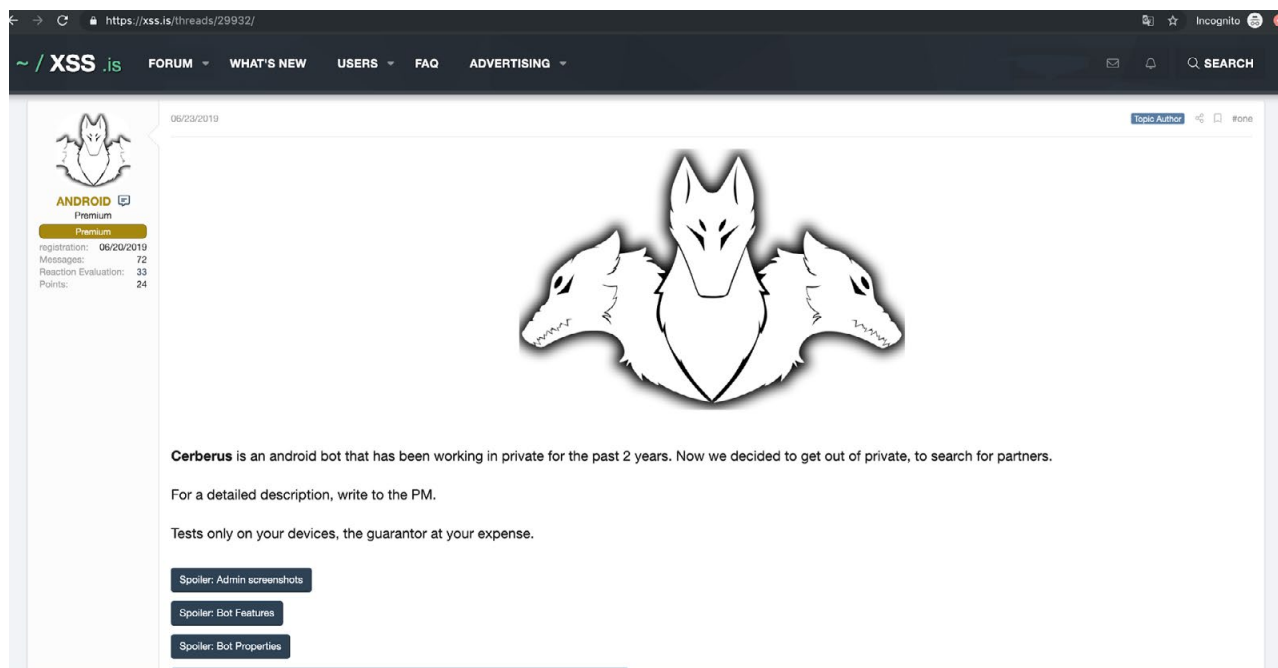 https://xss.is/threads/29932/
Incognito
~ / XSS .is FORUM WHAT'S NEW USERS FAQ ADVERTISING SEARCH
06/23/2019 Topic Author #one
ANDROID
Premium
Premium
registration: 06/20/2019
Messages: 72
Reaction Evaluation: 33
Points: 24
Cerberus is an android bot that has been working in private for the past 2 years. Now we decided to get out of private, to search for partners.
For a detailed description, write to the PM.
Tests only on your devices, the guarantor at your expense.
Spoiler: Admin screenshots
Spoiler: Bot Features
Spoiler: Bot Properties